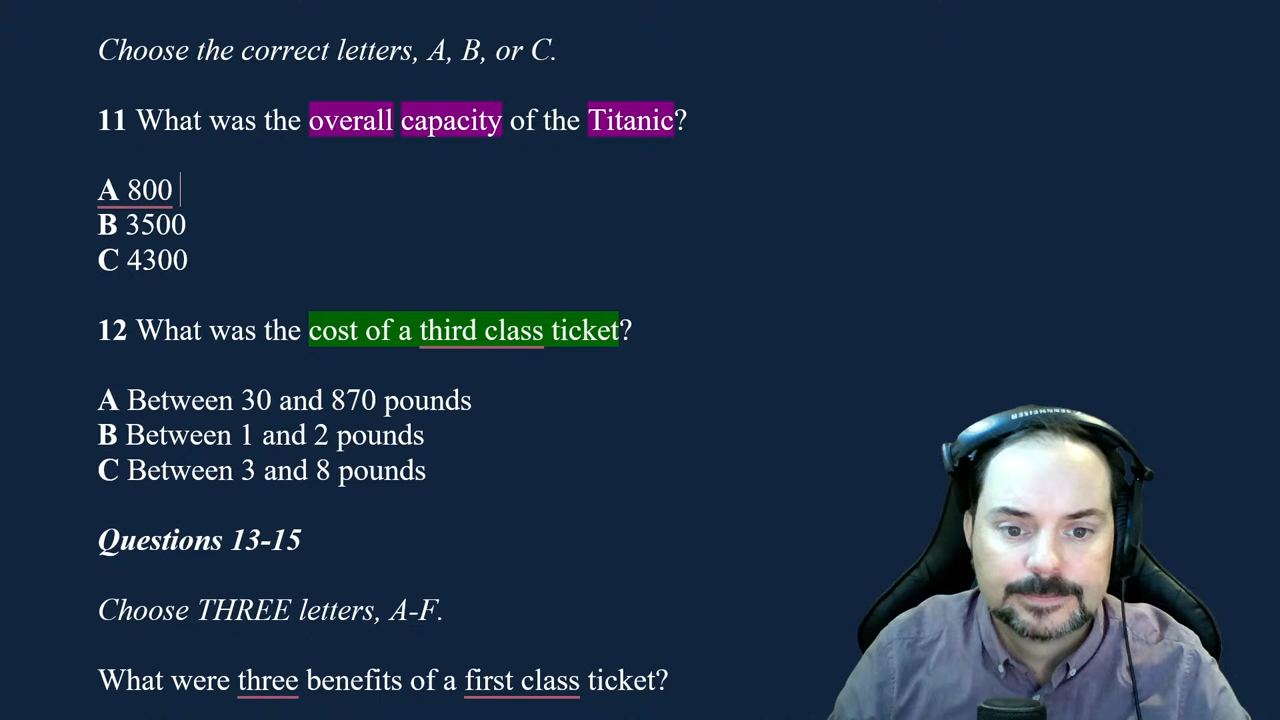 Choose the correct letters, A, B, or C.
11 What was the overall capacity of the Titanic?
A 800
B 3500
C 4300
12 What was the cost of a third class ticket?
A Between 30 and 870 pounds
B Between 1 and 2 pounds
C Between 3 and 8 pounds
Questions 13-15
Choose THREE letters, A-F.
What were three benefits of a first class ticket?